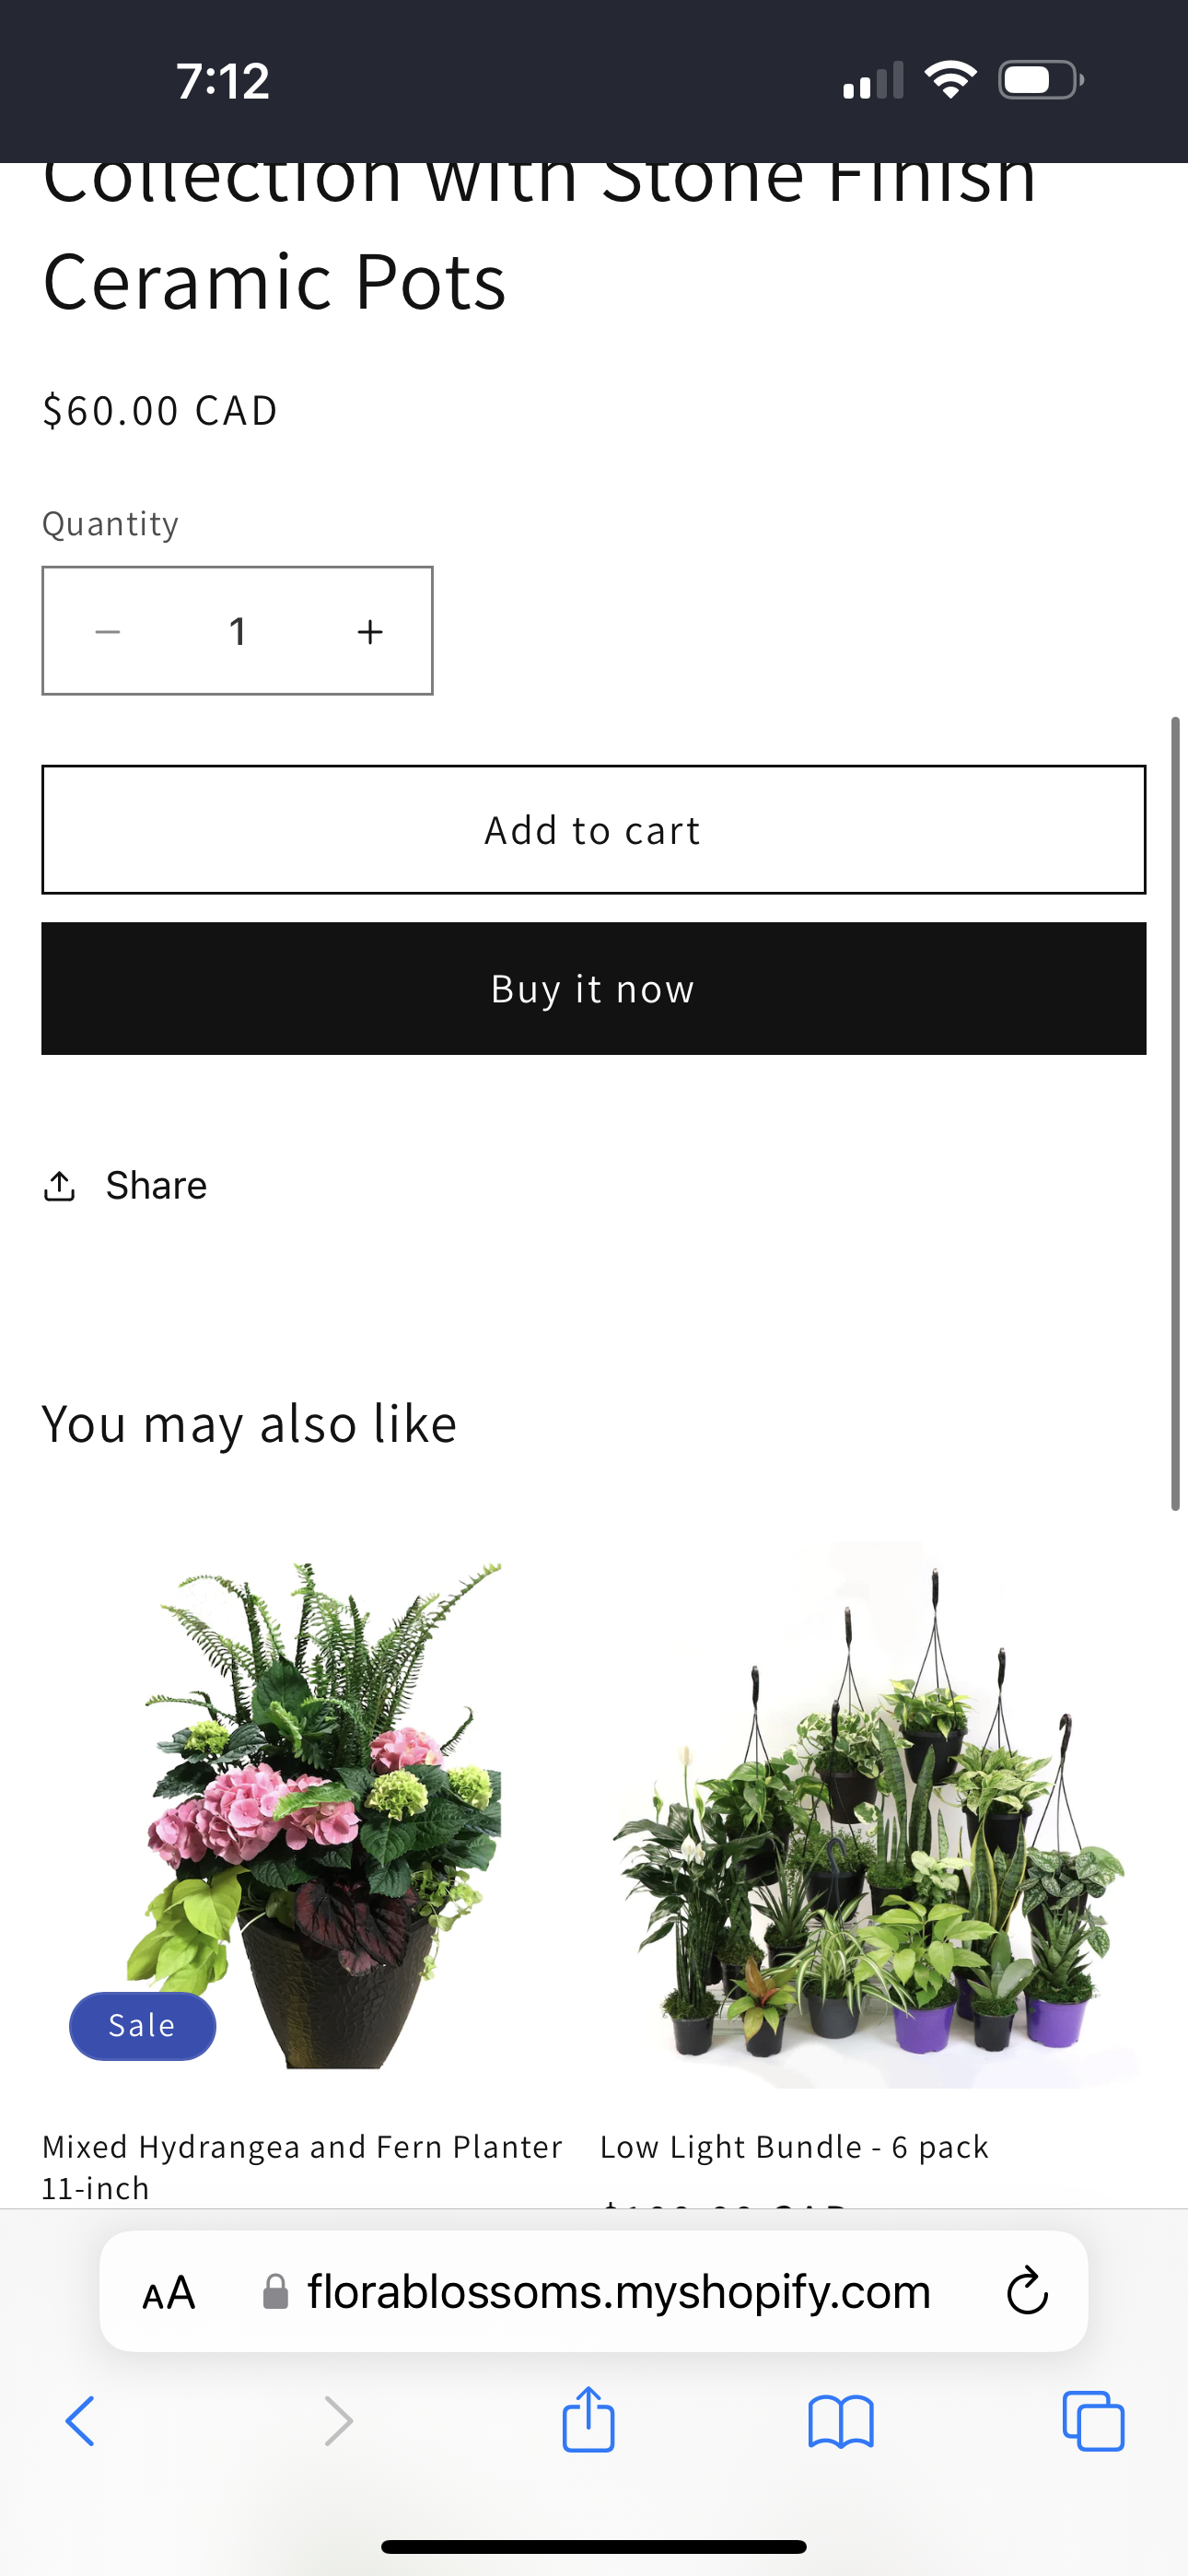 7:12
Collection with Stone Finish
Ceramic Pots
$60.00 CAD
Quantity
− 1 +
Add to cart
Buy it now
Share
You may also like
Sale
Mixed Hydrangea and Fern Planter
11-inch
Low Light Bundle - 6 pack
AA florablossoms.myshopify.com